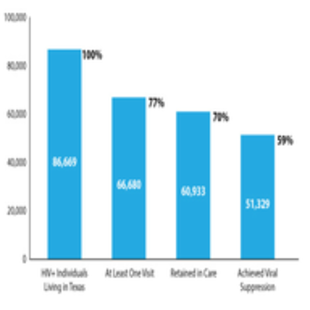 100,000
80,000
60,000
40,000
20,000
0
100%
77%
70%
59%
86,669
66,680
60,933
51,329
HIV+ Individuals
Living in Texas
At Least One Visit
Retained in Care
Achieved Viral
Suppression